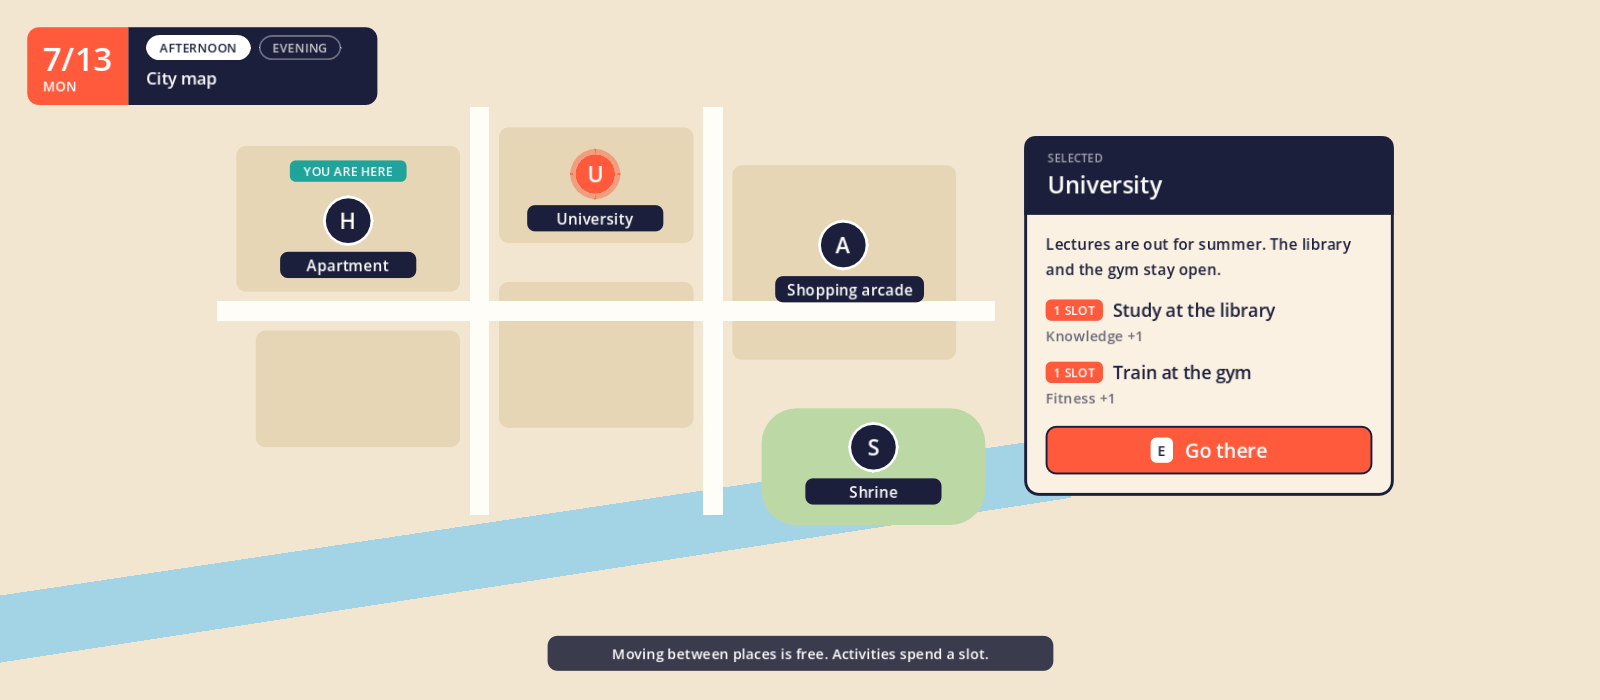 7/13
MON
AFTERNOON
EVENING
City map
YOU ARE HERE
H
Apartment
U
University
A
Shopping arcade
S
Shrine
SELECTED
University
Lectures are out for summer. The library
and the gym stay open.
1 SLOT Study at the library
Knowledge +1
1 SLOT Train at the gym
Fitness +1
E Go there
Moving between places is free. Activities spend a slot.